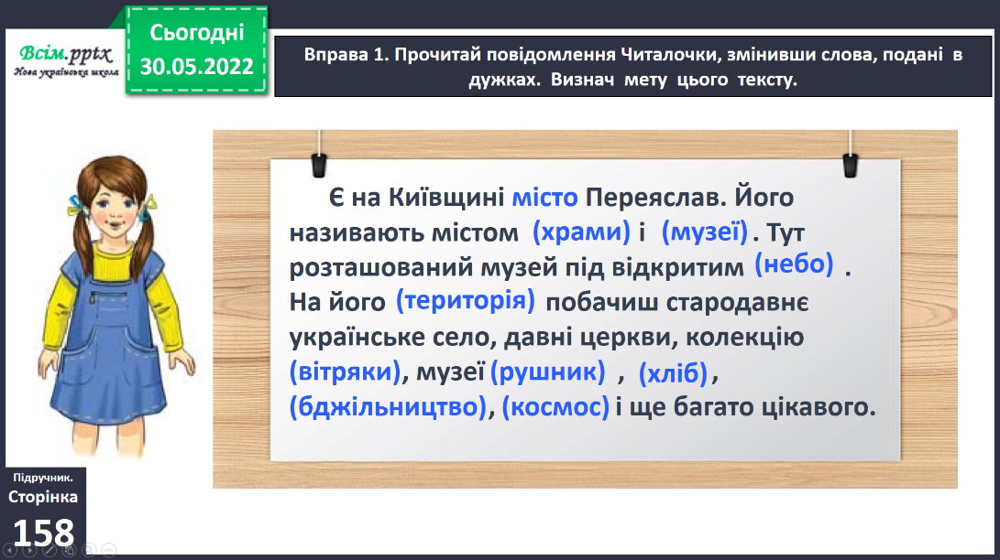 Всім.pptx
Нова українська школа
Сьогодні
30.05.2022
Вправа 1. Прочитай повідомлення Читалочки, змінивши слова, подані в
дужках. Визнач мету цього тексту.
Є на Київщині місто Переяслав. Його
називають містом (храми) і (музеї) . Тут
розташований музей під відкритим (небо) .
На його (територія) побачиш стародавнє
українське село, давні церкви, колекцію
(вітряки), музеї (рушник) , (хліб) ,
(бджільництво), (космос) і ще багато цікавого.
Підручник.
Сторінка
158